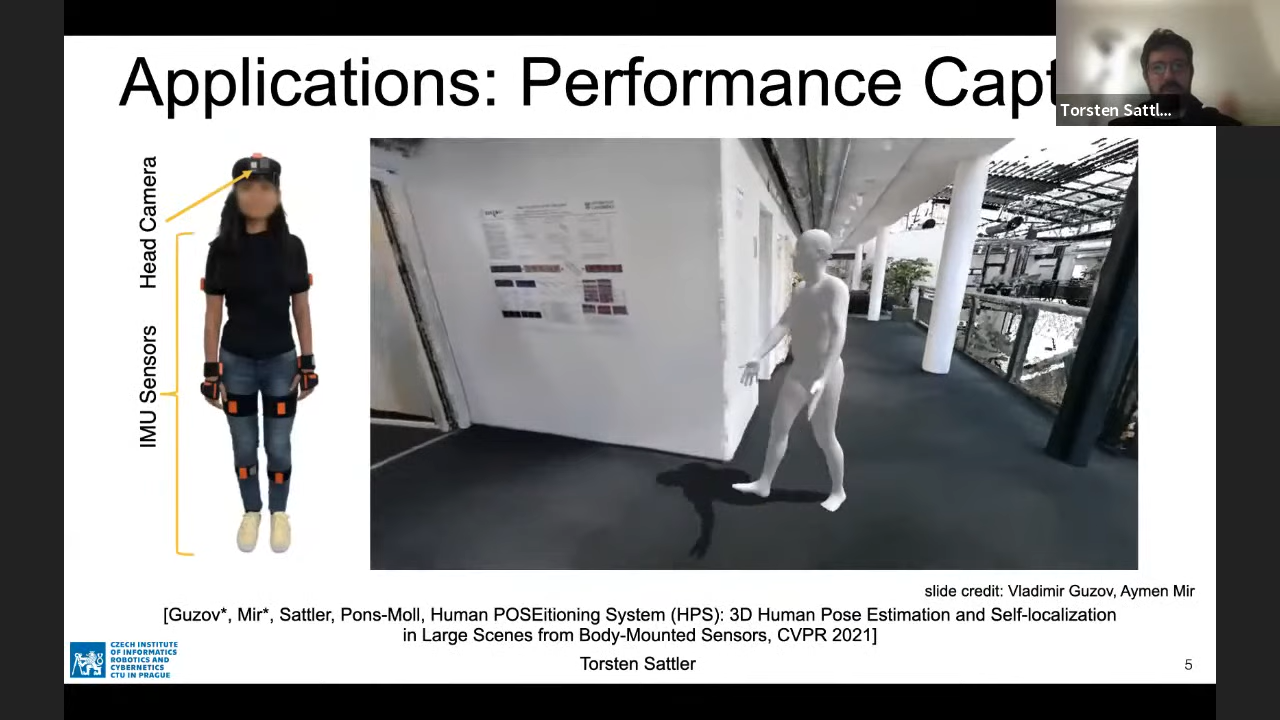 Applications: Performance Capt
Torsten Sattl...
Head Camera
IMU Sensors
slide credit: Vladimir Guzov, Aymen Mir
[Guzov*, Mir*, Sattler, Pons-Moll, Human POSEitioning System (HPS): 3D Human Pose Estimation and Self-localization
in Large Scenes from Body-Mounted Sensors, CVPR 2021]
CZECH INSTITUTE
OF INFORMATICS
ROBOTICS AND
CYBERNETICS
CTU IN PRAGUE
Torsten Sattler
5